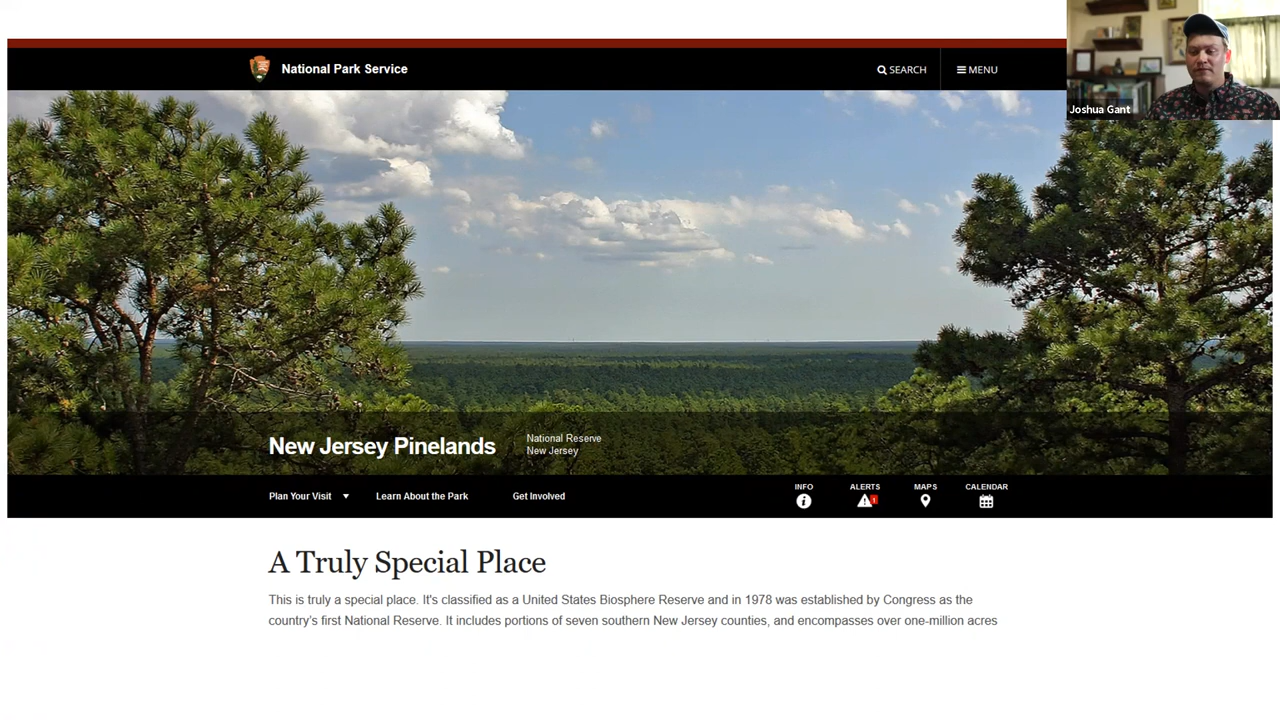 National Park Service
SEARCH
MENU
Joshua Gant
New Jersey Pinelands
National Reserve
New Jersey
Plan Your Visit
Learn About the Park
Get Involved
INFO
ALERTS
1
MAPS
CALENDAR
A Truly Special Place
This is truly a special place. It's classified as a United States Biosphere Reserve and in 1978 was established by Congress as the
country’s first National Reserve. It includes portions of seven southern New Jersey counties, and encompasses over one-million acres